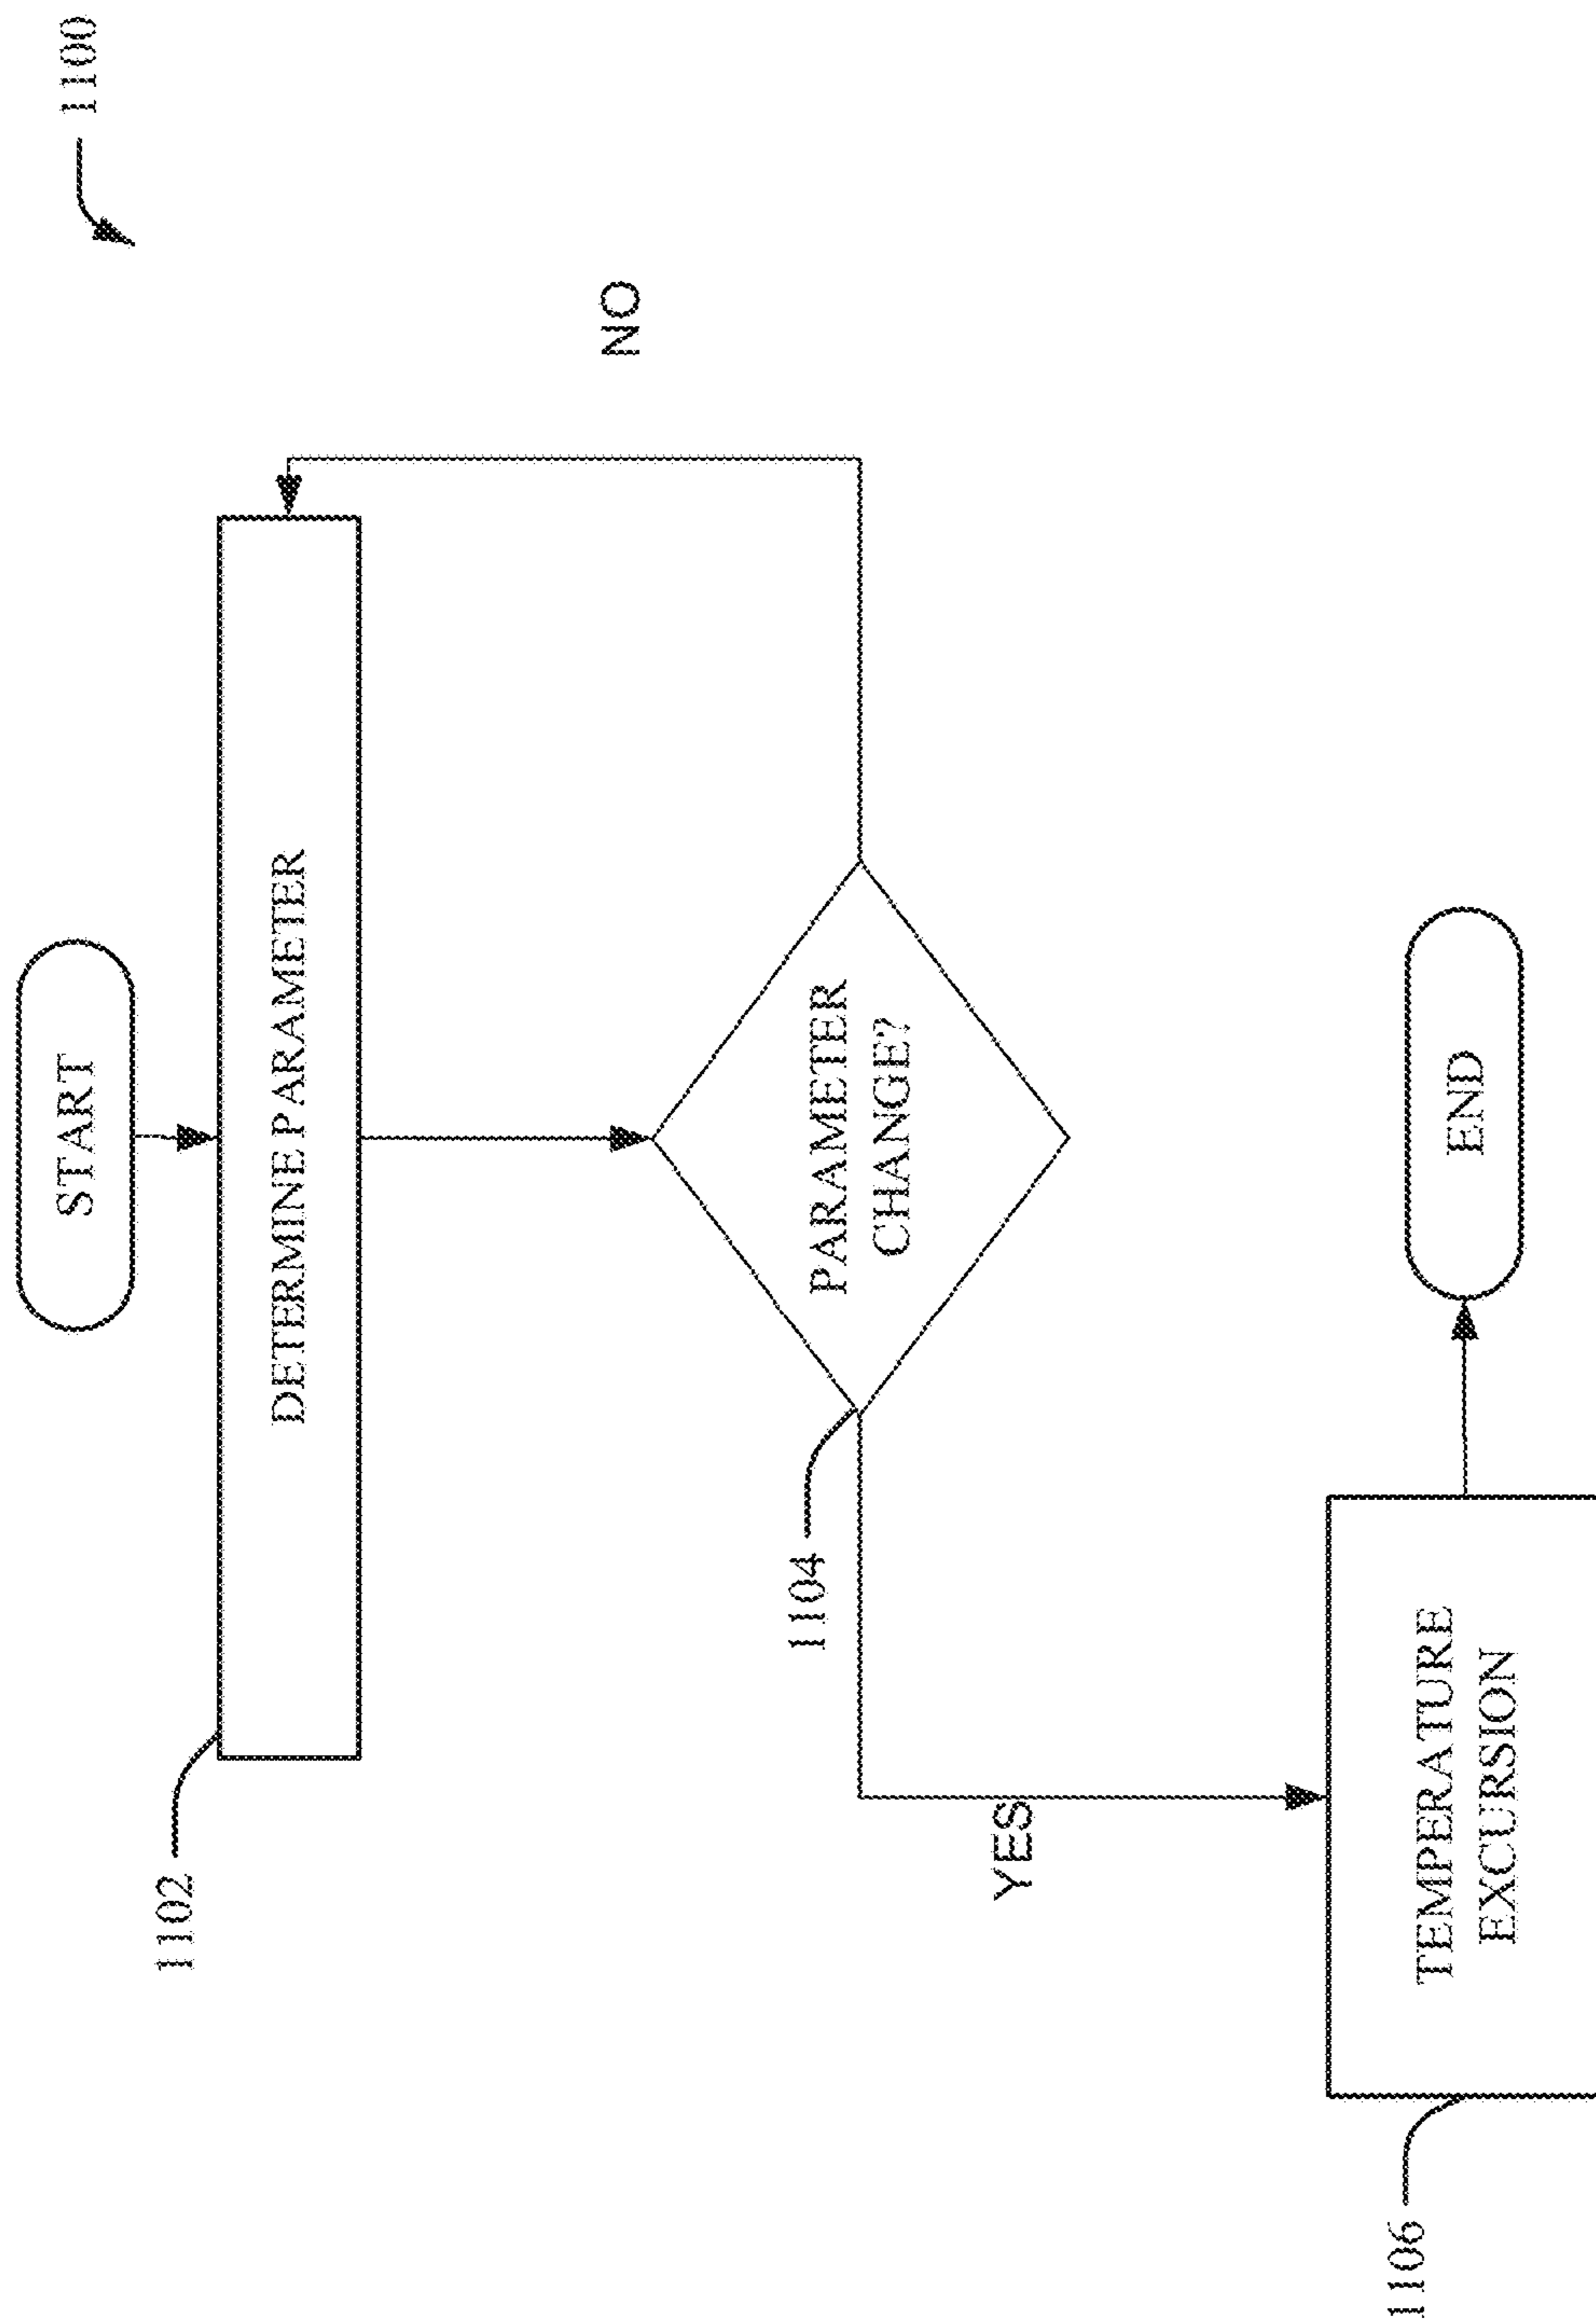 1100
START
1102
DETERMINE PARAMETER
NO
1104
PARAMETER
CHANGE?
YES
1106
TEMPERATURE
EXCURSION
END